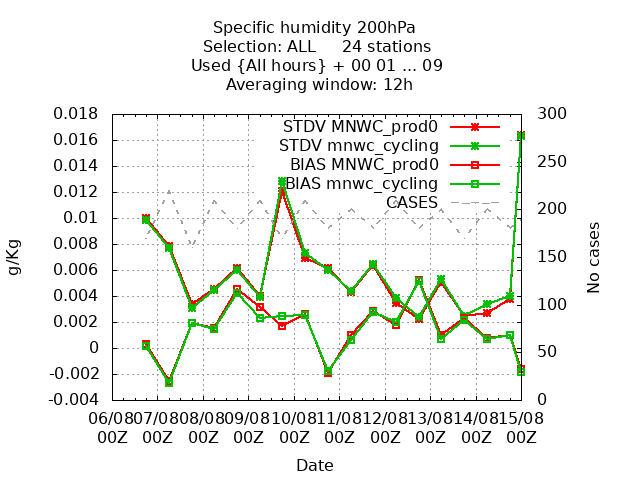 Specific humidity 200hPa
Selection: ALL     24 stations
Used {All hours} + 00 01 ... 09
Averaging window: 12h
0.018
0.016
0.014
0.012
0.01
0.008
0.006
0.004
0.002
0
-0.002
-0.004
g/Kg
STDV MNWC_prod0
STDV mnwc_cycling
BIAS MNWC_prod0
BIAS mnwc_cycling
CASES
300
250
200
150
100
50
0
No cases
06/08 07/08 08/08 09/08 10/08 11/08 12/08 13/08 14/08 15/08
00Z 00Z 00Z 00Z 00Z 00Z 00Z 00Z 00Z 00Z
Date